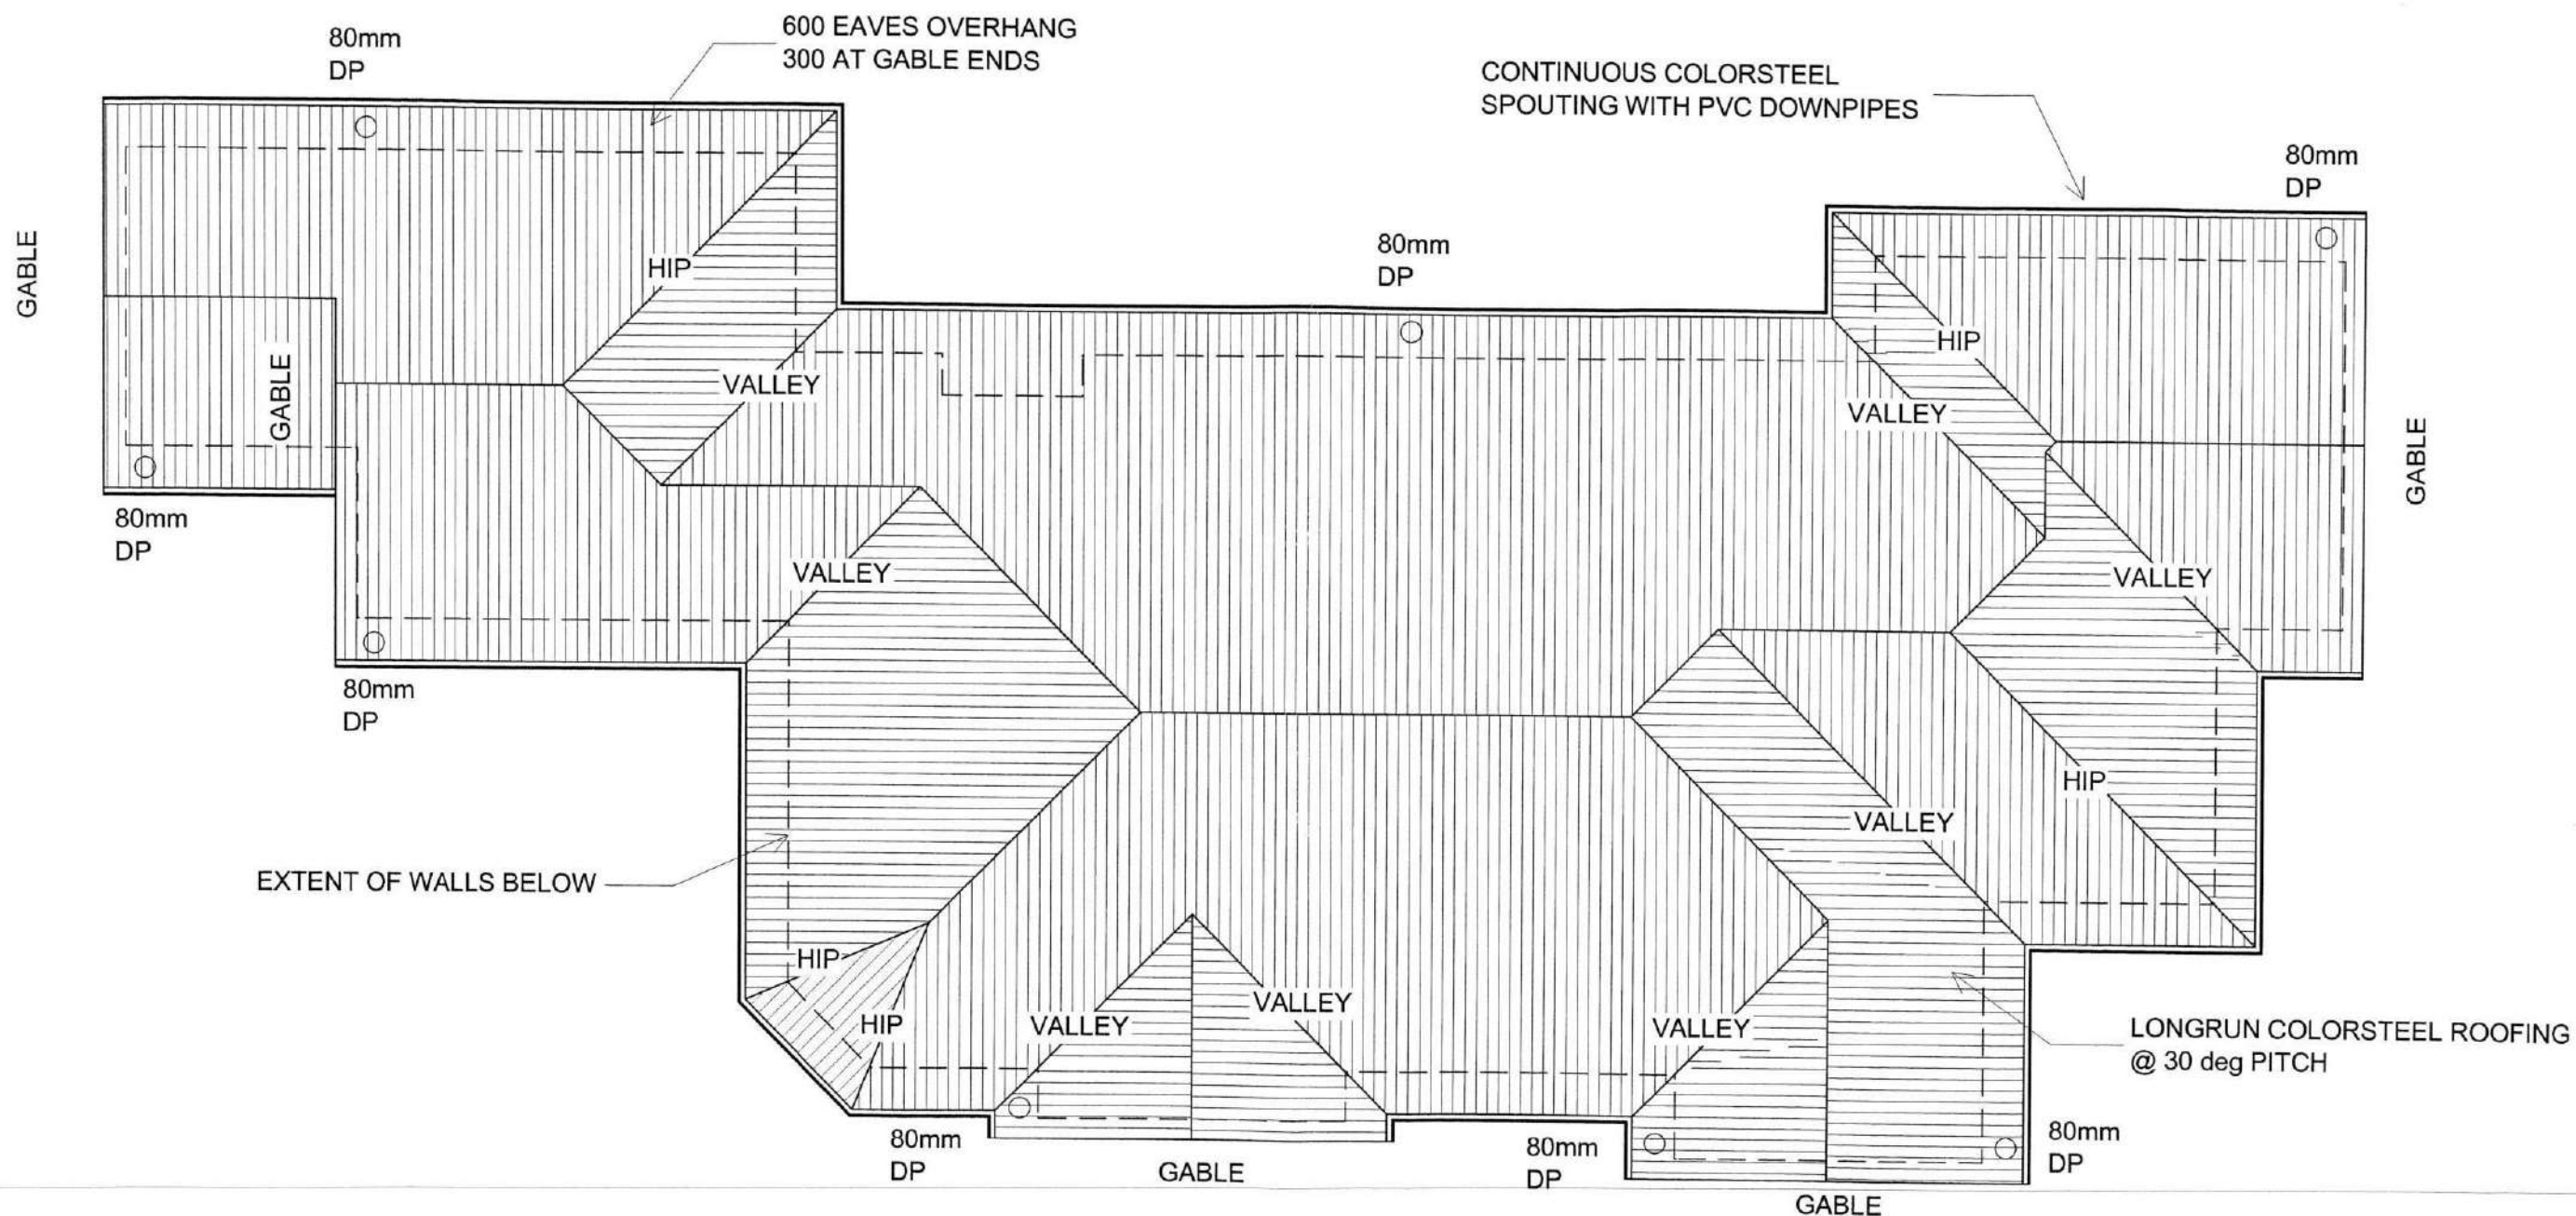 600 EAVES OVERHANG
300 AT GABLE ENDS
80mm
DP
CONTINUOUS COLORSTEEL
SPOUTING WITH PVC DOWNPIPES
80mm
DP
80mm
DP
GABLE
HIP
HIP
GABLE
VALLEY
VALLEY
GABLE
80mm
DP
VALLEY
VALLEY
80mm
DP
HIP
VALLEY
EXTENT OF WALLS BELOW
HIP
HIP
VALLEY
VALLEY
VALLEY
LONGRUN COLORSTEEL ROOFING
@ 30 deg PITCH
80mm
DP
GABLE
80mm
DP
80mm
DP
GABLE